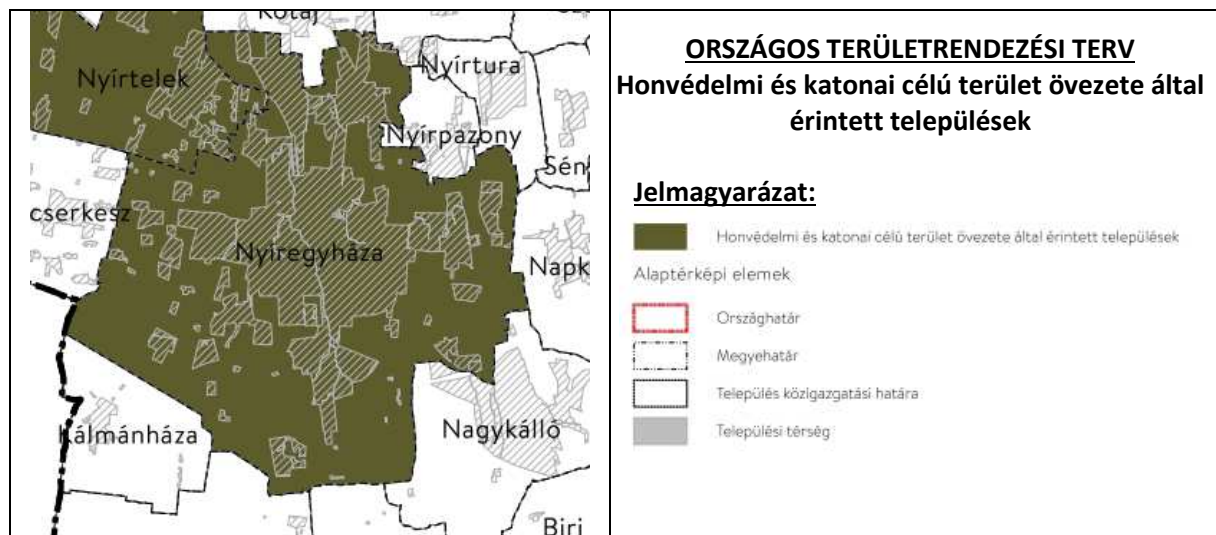 Kótaj
Nyírtelek
Nyírtura
Nyírpazony
Sén
cserkesz
Nyíregyháza
Napk
Kálmánháza
Nagykálló
Biri
ORSZÁGOS TERÜLETRENDEZÉSI TERV
Honvédelmi és katonai célú terület övezete által
érintett települések
Jelmagyarázat:
Honvédelmi és katonai célú terület övezete által érintett települések
Alaptérképi elemek
Országhatár
Megyehatár
Település közigazgatási határa
Települési térség